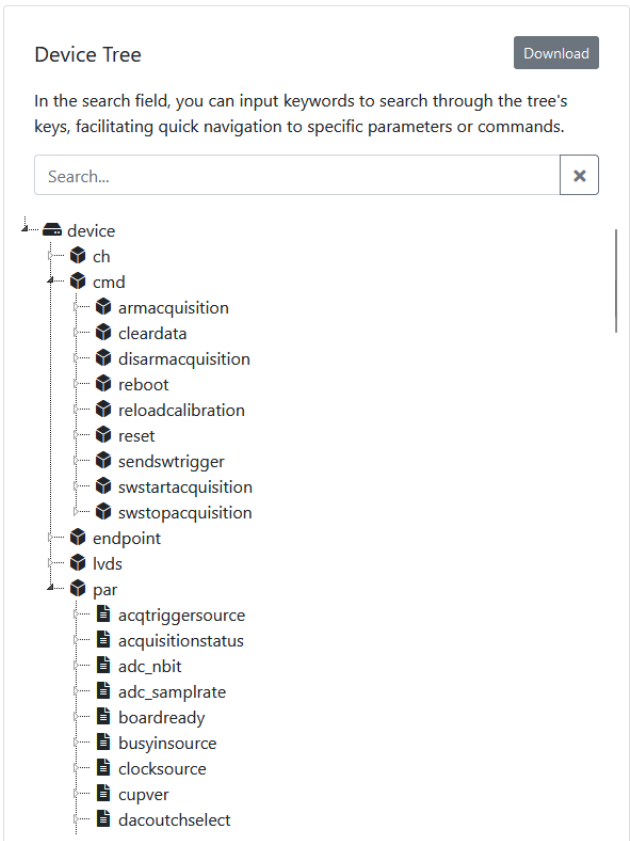 Device Tree
Download
In the search field, you can input keywords to search through the tree's
keys, facilitating quick navigation to specific parameters or commands.
Search...
device
ch
cmd
armacquisition
cleardata
disarmacquisition
reboot
reloadcalibration
reset
sendswtrigger
swstartacquisition
swstopacquisition
endpoint
lvds
par
acqtriggersource
acquisitionstatus
adc_nbit
adc_samplrate
boardready
busyinsource
clocksource
cupver
dacoutchselect